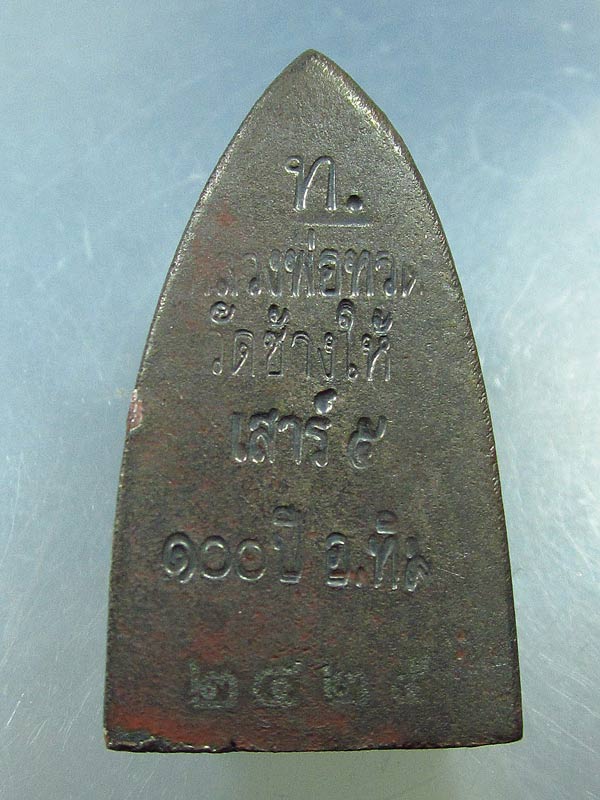 ท.
หลวงพ่อทวด
วัดช้างให้
เสาร์ ๕
๑๐๐ปี อ.ทิม
๒๕๒๕